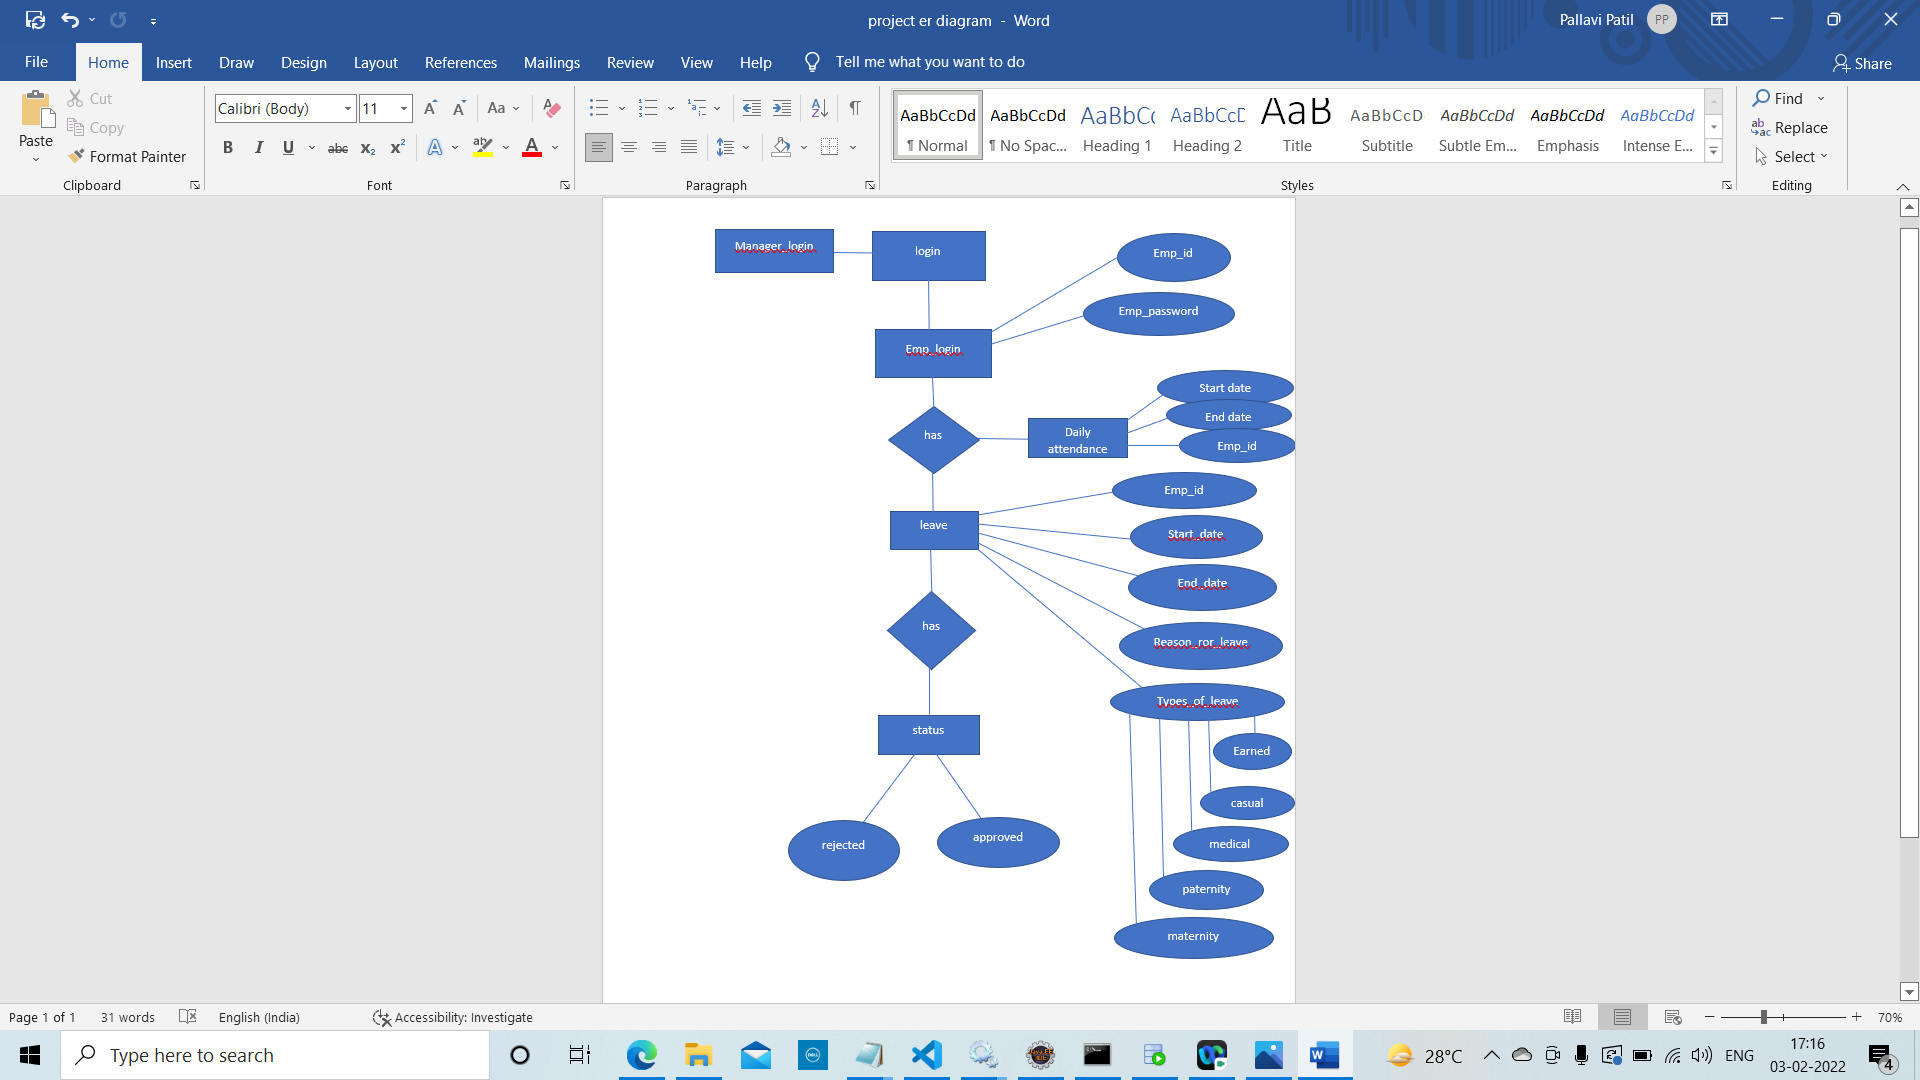 project er diagram - Word
Pallavi Patil
PP
File
Home
Insert
Draw
Design
Layout
References
Mailings
Review
View
Help
Tell me what you want to do
Share
Paste
Cut
Copy
Format Painter
Clipboard
Calibri (Body)
11
Font
Paragraph
AaBbCcDd
¶ Normal
AaBbCcDd
¶ No Spac...
AaBbCc
Heading 1
AaBbCcD
Heading 2
AaB
Title
AaBbCcD
Subtitle
AaBbCcDd
Subtle Em...
AaBbCcDd
Emphasis
AaBbCcDd
Intense E...
Styles
Find
Replace
Select
Editing
Manager_login
login
Emp_id
Emp_password
Emp_login
Start date
End date
Emp_id
has
Daily
attendance
Emp_id
leave
Start_date
End_date
has
Reason_ror_leave
Types_of_leave
status
Earned
casual
rejected
approved
medical
paternity
maternity
Page 1 of 1
31 words
English (India)
Accessibility: Investigate
70%
Type here to search
28°C
ENG
17:16
03-02-2022
4